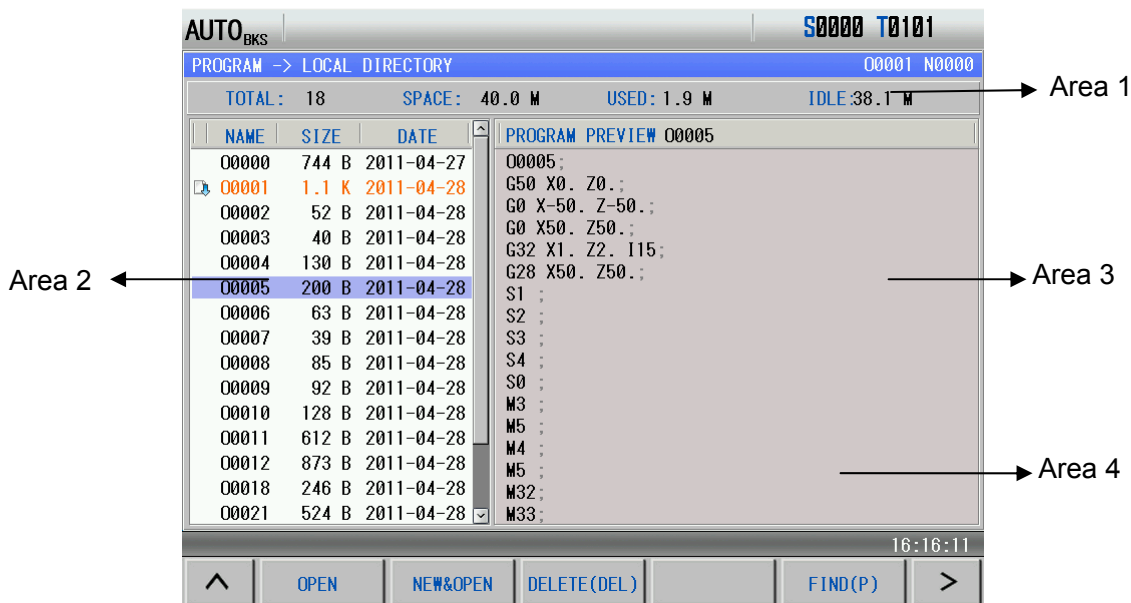 AUTO BKS S0000 T0101
PROGRAM -> LOCAL DIRECTORY O0001 N0000
TOTAL: 18 SPACE: 40.0 M USED: 1.9 M IDLE:38.1 M
Area 1
NAME SIZE DATE
O0000 744 B 2011-04-27
O0001 1.1 K 2011-04-28
O0002 52 B 2011-04-28
O0003 40 B 2011-04-28
O0004 130 B 2011-04-28
O0005 200 B 2011-04-28
O0006 63 B 2011-04-28
O0007 39 B 2011-04-28
O0008 85 B 2011-04-28
O0009 92 B 2011-04-28
O0010 128 B 2011-04-28
O0011 612 B 2011-04-28
O0012 873 B 2011-04-28
O0018 246 B 2011-04-28
O0021 524 B 2011-04-28
Area 2
PROGRAM PREVIEW O0005
O0005;
G50 X0. Z0.;
G0 X-50. Z-50.;
G0 X50. Z50.;
G32 X1. Z2. I15;
G28 X50. Z50.;
S1 ;
S2 ;
S3 ;
S4 ;
S0 ;
M3 ;
M5 ;
M4 ;
M5 ;
M32;
M33;
Area 3
Area 4
16:16:11
^ OPEN NEW&OPEN DELETE(DEL) FIND(P) >